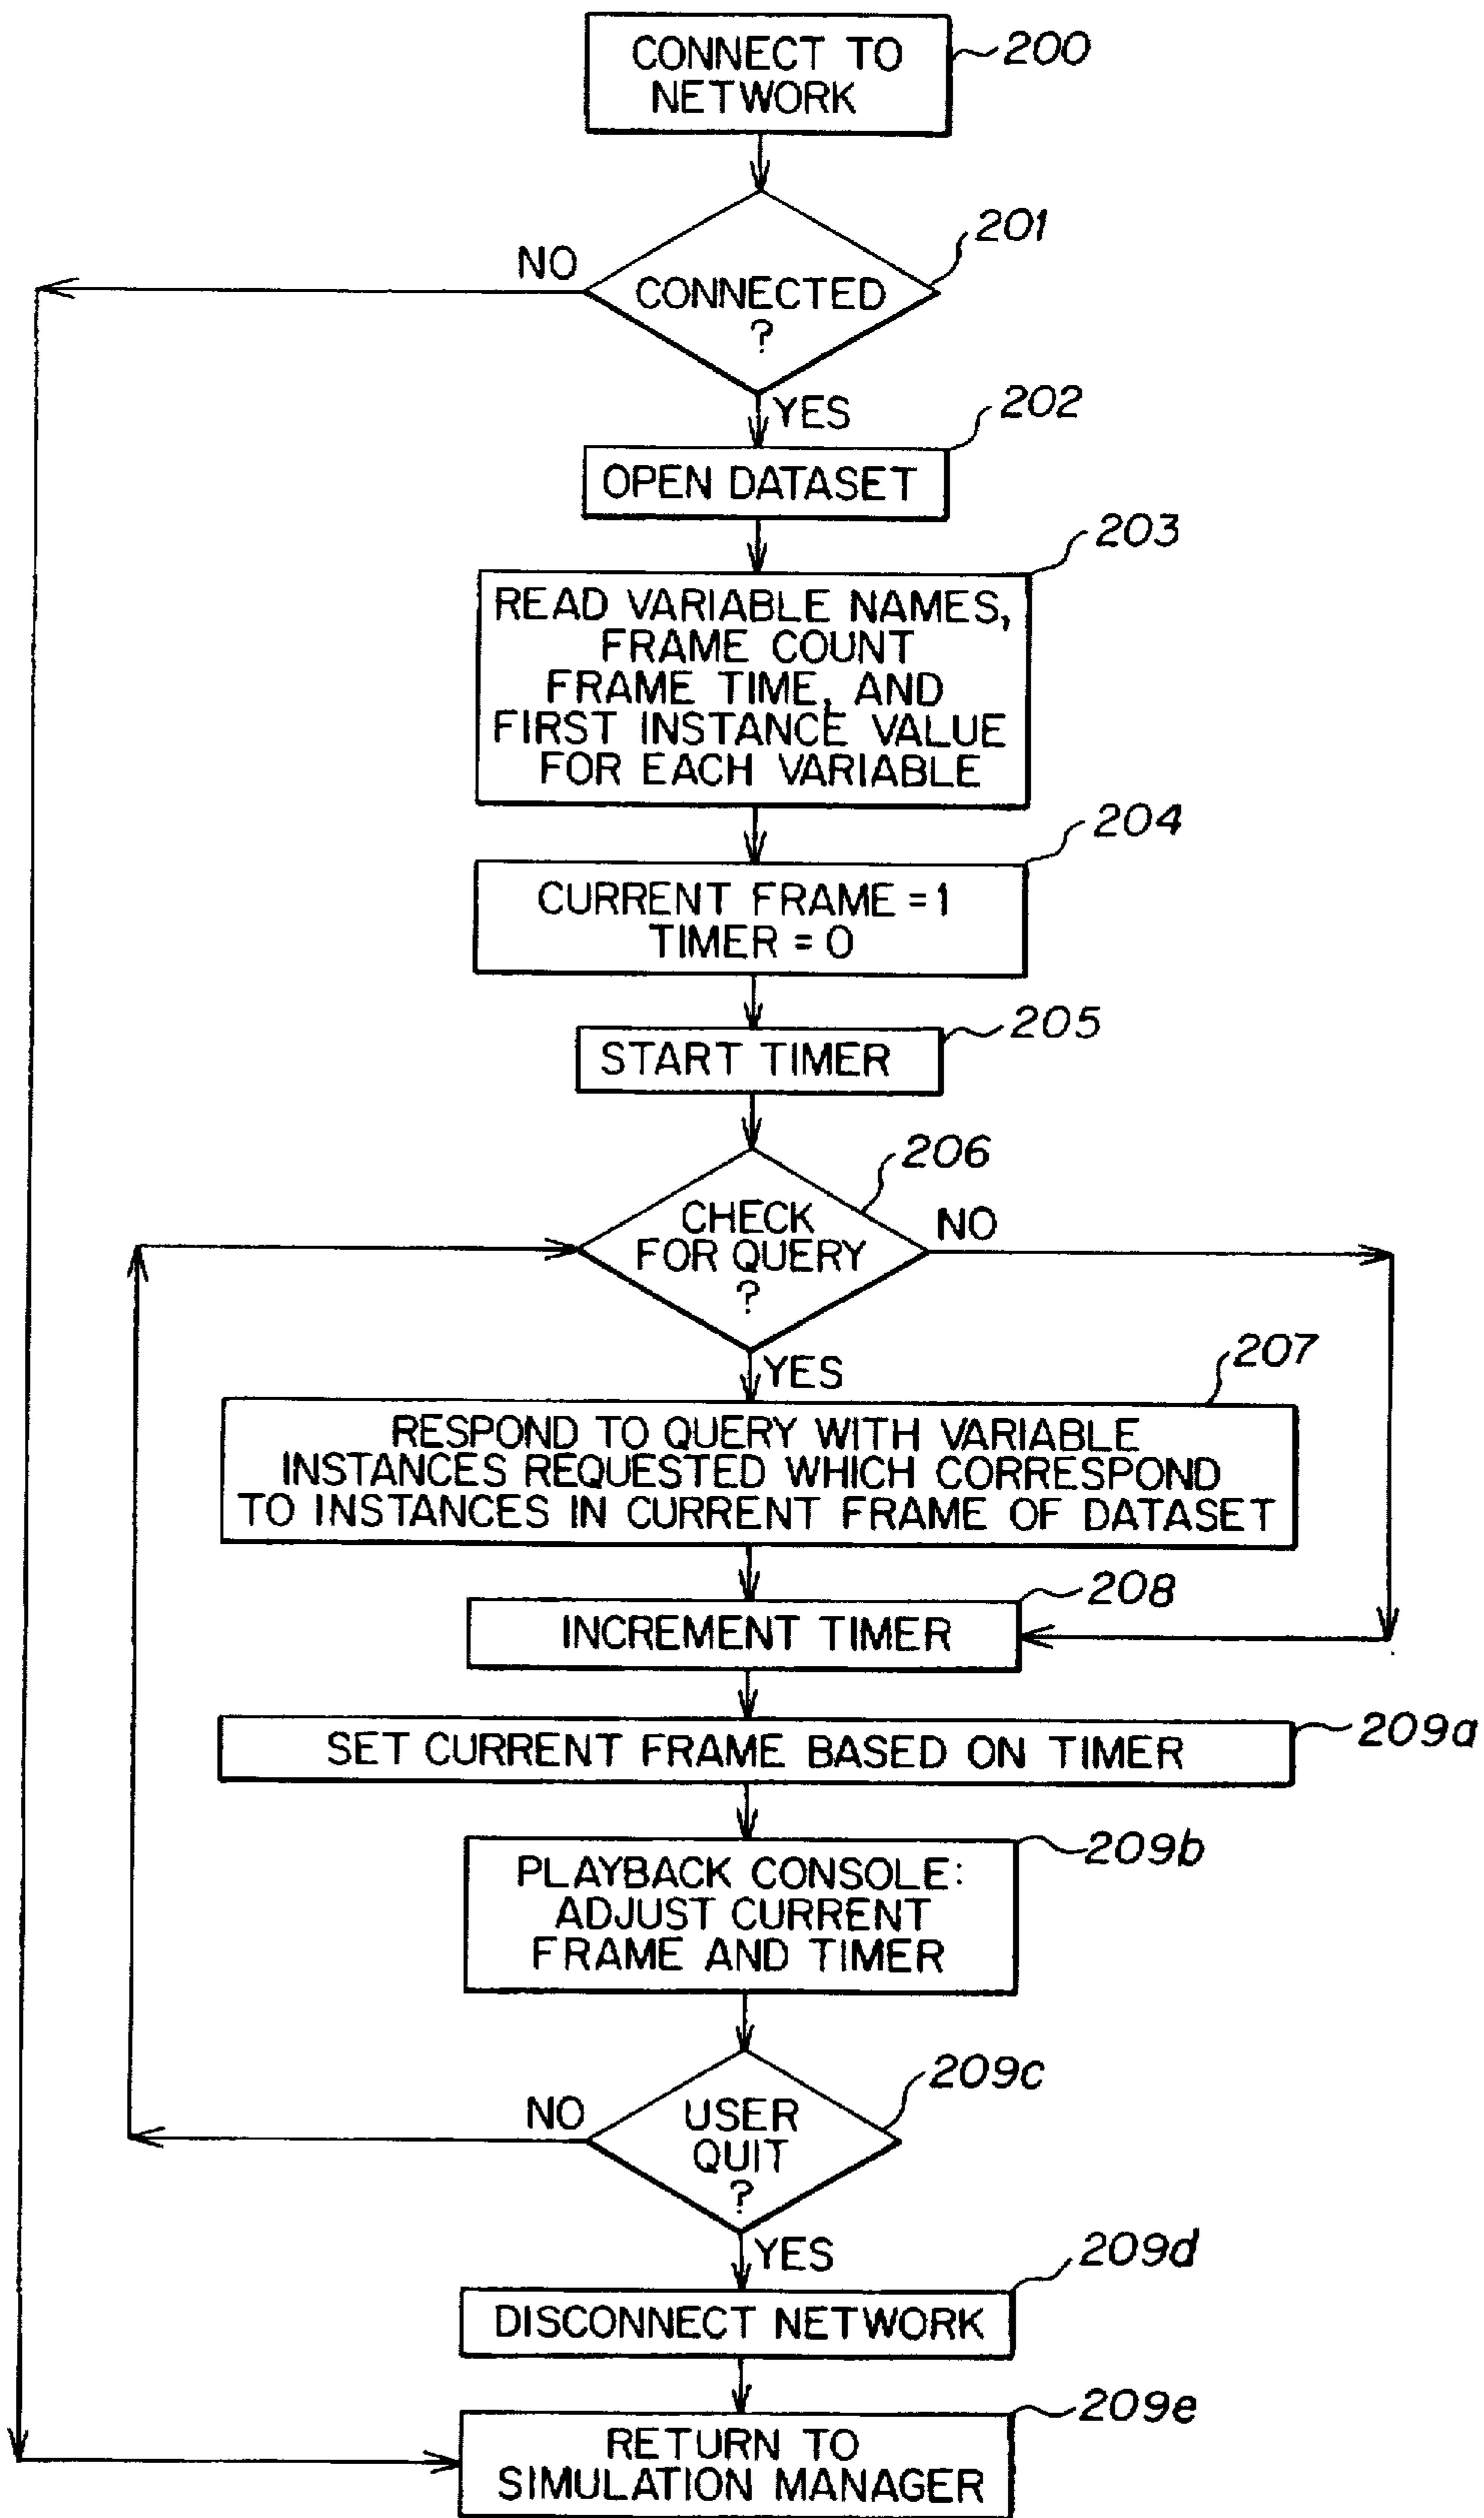 CONNECT TO
NETWORK
200
201
NO
CONNECTED
?
YES
202
OPEN DATASET
203
READ VARIABLE NAMES,
FRAME COUNT
FRAME TIME, AND
FIRST INSTANCE VALUE
FOR EACH VARIABLE
204
CURRENT FRAME = 1
TIMER = 0
205
START TIMER
206
CHECK
FOR QUERY
?
NO
YES
207
RESPOND TO QUERY WITH VARIABLE
INSTANCES REQUESTED WHICH CORRESPOND
TO INSTANCES IN CURRENT FRAME OF DATASET
208
INCREMENT TIMER
209a
SET CURRENT FRAME BASED ON TIMER
209b
PLAYBACK CONSOLE:
ADJUST CURRENT
FRAME AND TIMER
209c
NO
USER
QUIT
?
YES
209d
DISCONNECT NETWORK
209e
RETURN TO
SIMULATION MANAGER